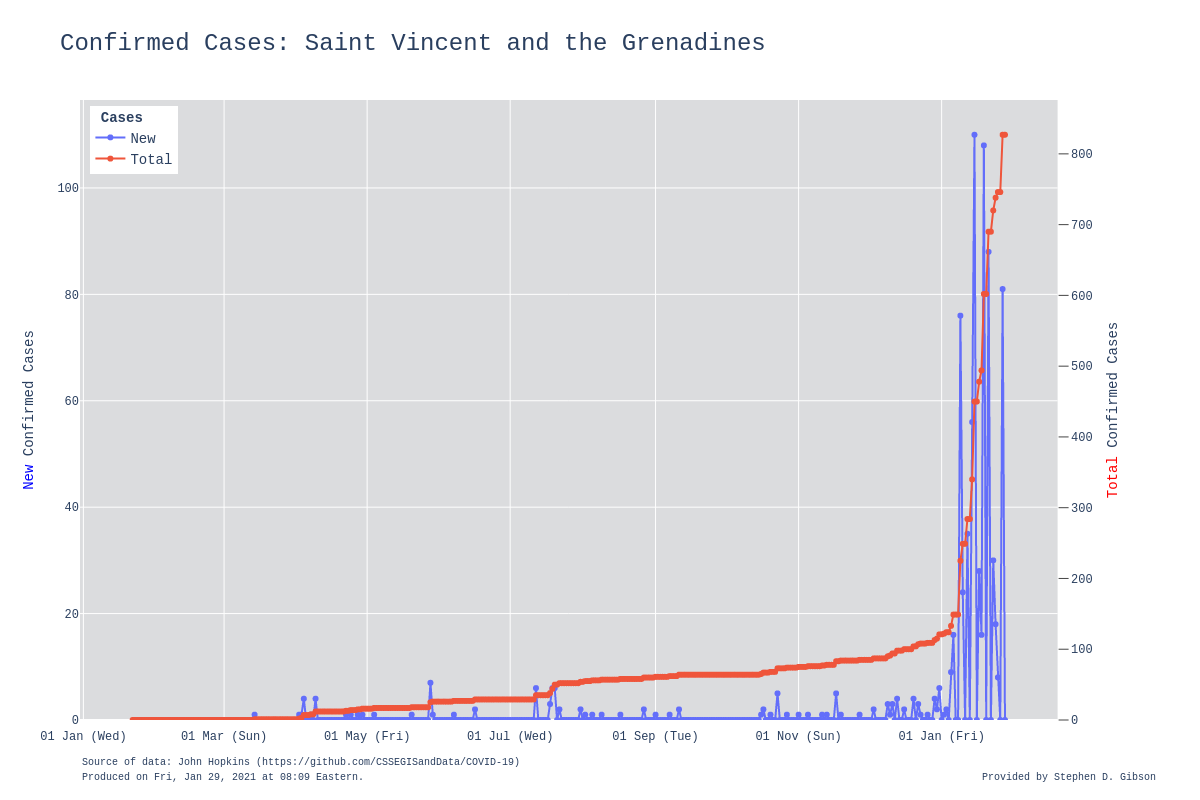 Confirmed Cases: Saint Vincent and the Grenadines
Cases
New
Total
100
80
60
40
20
0
800
700
600
500
400
300
200
100
0
New Confirmed Cases
Total Confirmed Cases
01 Jan (Wed)
01 Mar (Sun)
01 May (Fri)
01 Jul (Wed)
01 Sep (Tue)
01 Nov (Sun)
01 Jan (Fri)
Source of data: John Hopkins (https://github.com/CSSEGISandData/COVID-19)
Produced on Fri, Jan 29, 2021 at 08:09 Eastern.
Provided by Stephen D. Gibson